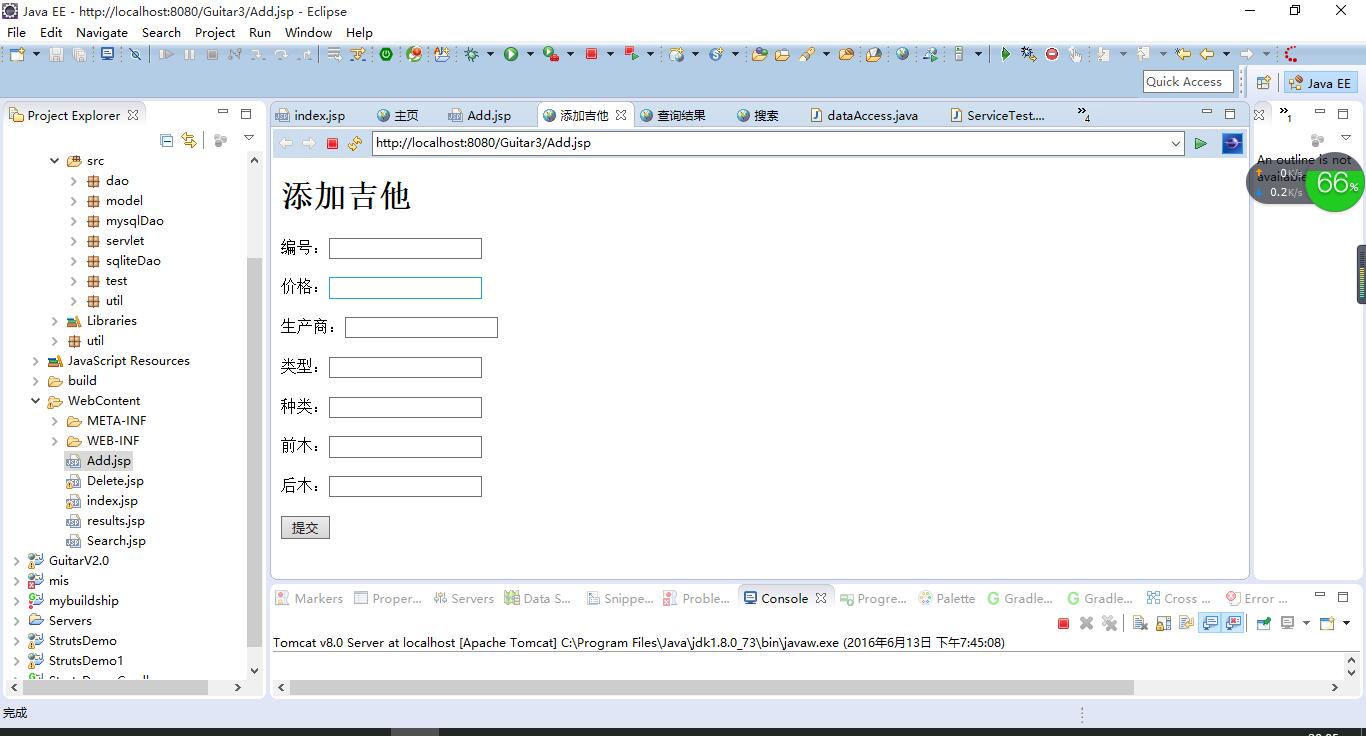 Java EE - http://localhost:8080/Guitar3/Add.jsp - Eclipse
File Edit Navigate Search Project Run Window Help
Quick Access
Java EE
Project Explorer
src
dao
model
mysqlDao
servlet
sqliteDao
test
util
Libraries
util
JavaScript Resources
build
WebContent
META-INF
WEB-INF
Add.jsp
Delete.jsp
index.jsp
results.jsp
Search.jsp
GuitarV2.0
mis
mybuildship
Servers
StrutsDemo
StrutsDemo1
index.jsp 主页 Add.jsp 添加吉他 查询结果 搜索 dataAccess.java ServiceTest.... »4
http://localhost:8080/Guitar3/Add.jsp
添加吉他
编号：
价格：
生产商：
类型：
种类：
前木：
后木：
提交
»1
An outline is not
available
0K/s
0.2K/s
66%
Markers Proper... Servers Data S... Snippe... Proble... Console Progre... Palette Gradle... Gradle... Cross ... Error ...
Tomcat v8.0 Server at localhost [Apache Tomcat] C:\Program Files\Java\jdk1.8.0_73\bin\javaw.exe (2016年6月13日 下午7:45:08)
完成